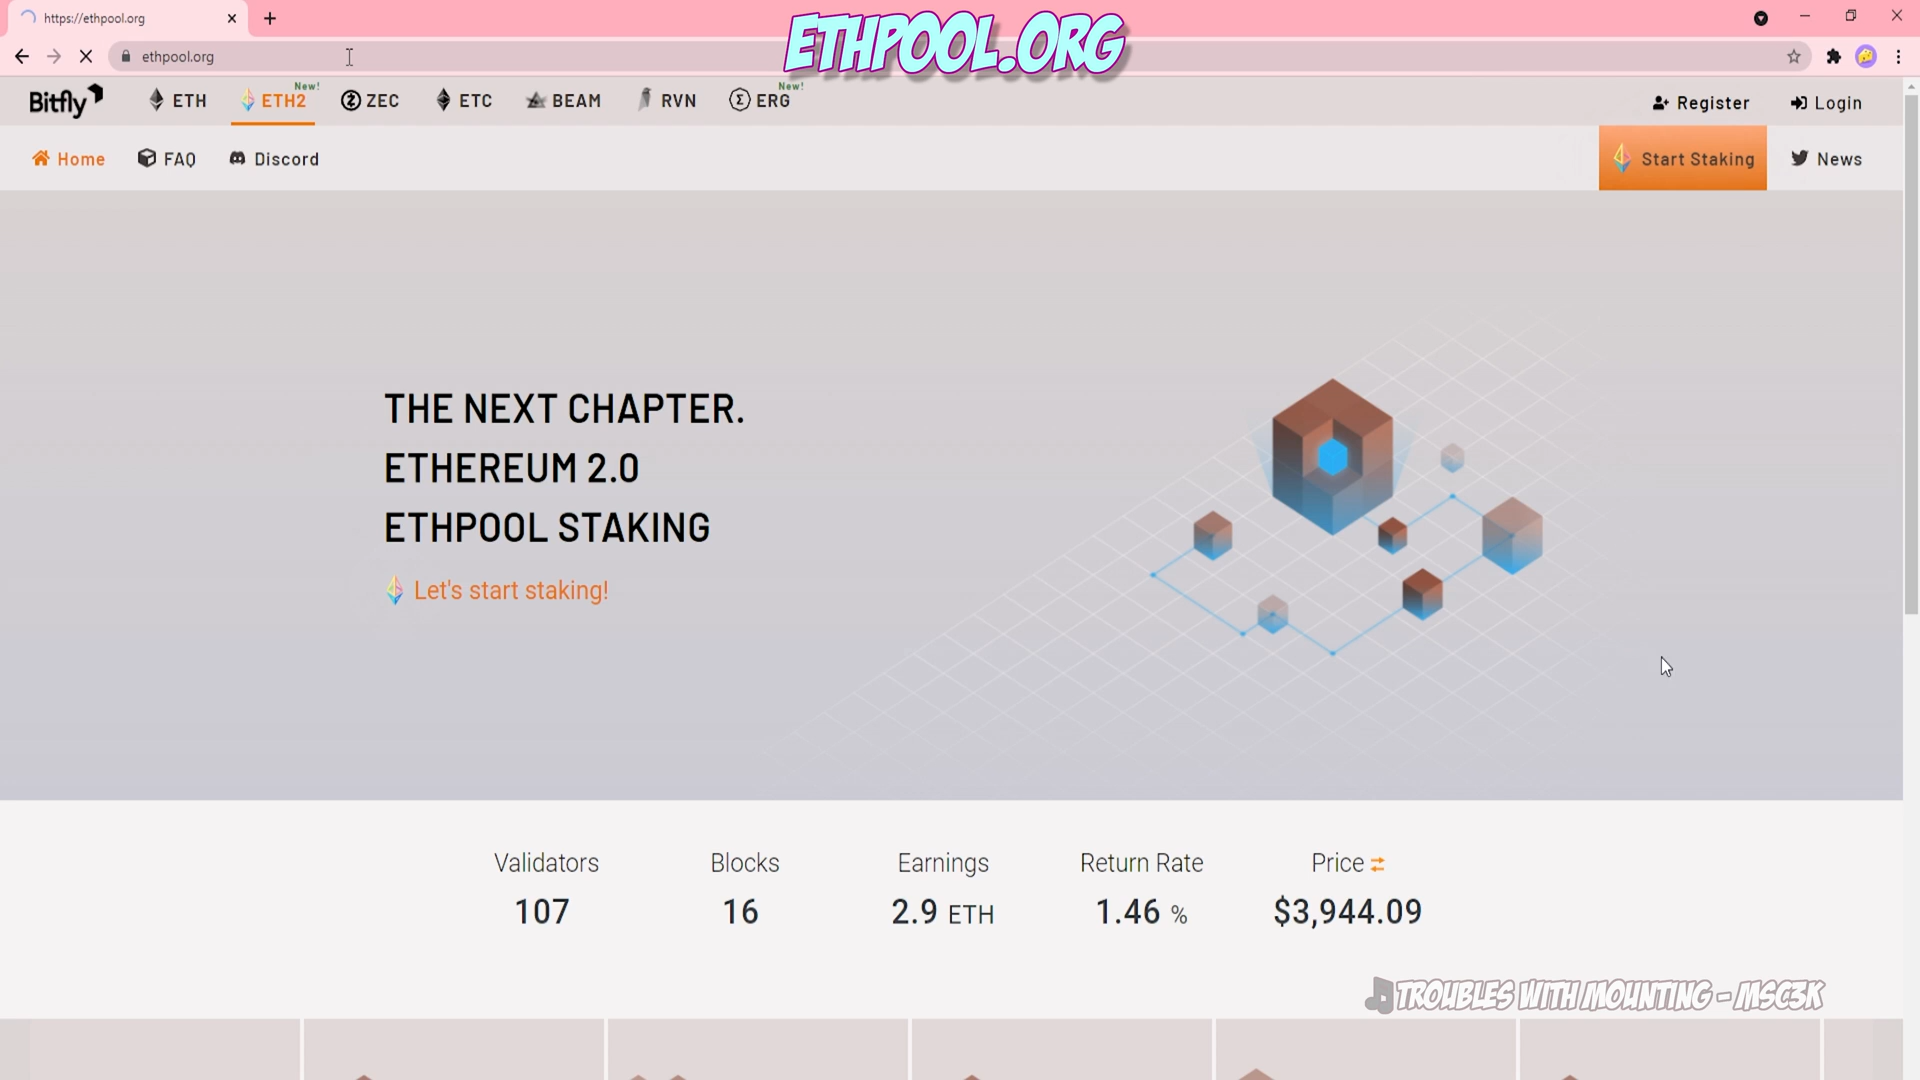 https://ethpool.org
ETHPOOL.ORG
ethpool.org
Bitfly
ETH
ETH2
New!
ZEC
ETC
BEAM
RVN
ERG
New!
Register
Login
Home
FAQ
Discord
Start Staking
News
THE NEXT CHAPTER.
ETHEREUM 2.0
ETHPOOL STAKING
Let's start staking!
Validators
Blocks
Earnings
Return Rate
Price
107
16
2.9 ETH
1.46 %
$3,944.09
TROUBLES WITH MOUNTING - MSC3K